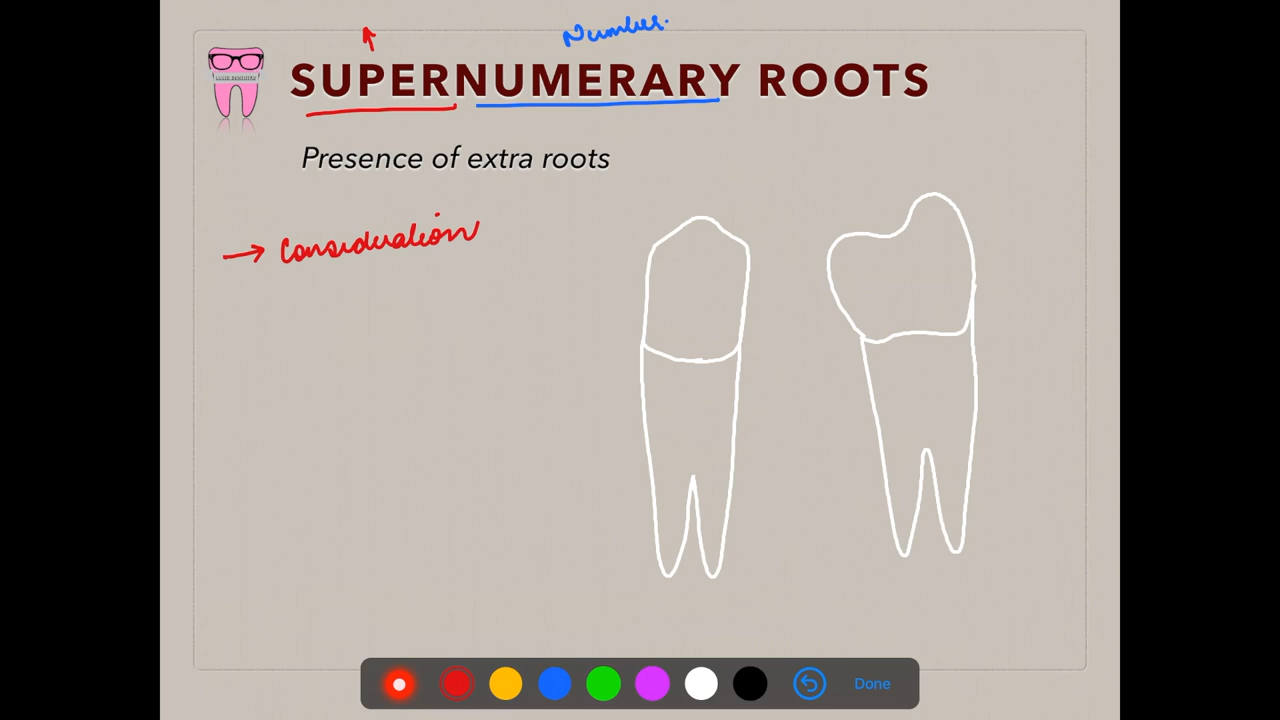 Number.
SUPERNUMERARY ROOTS
Presence of extra roots
→ Consideration
Done